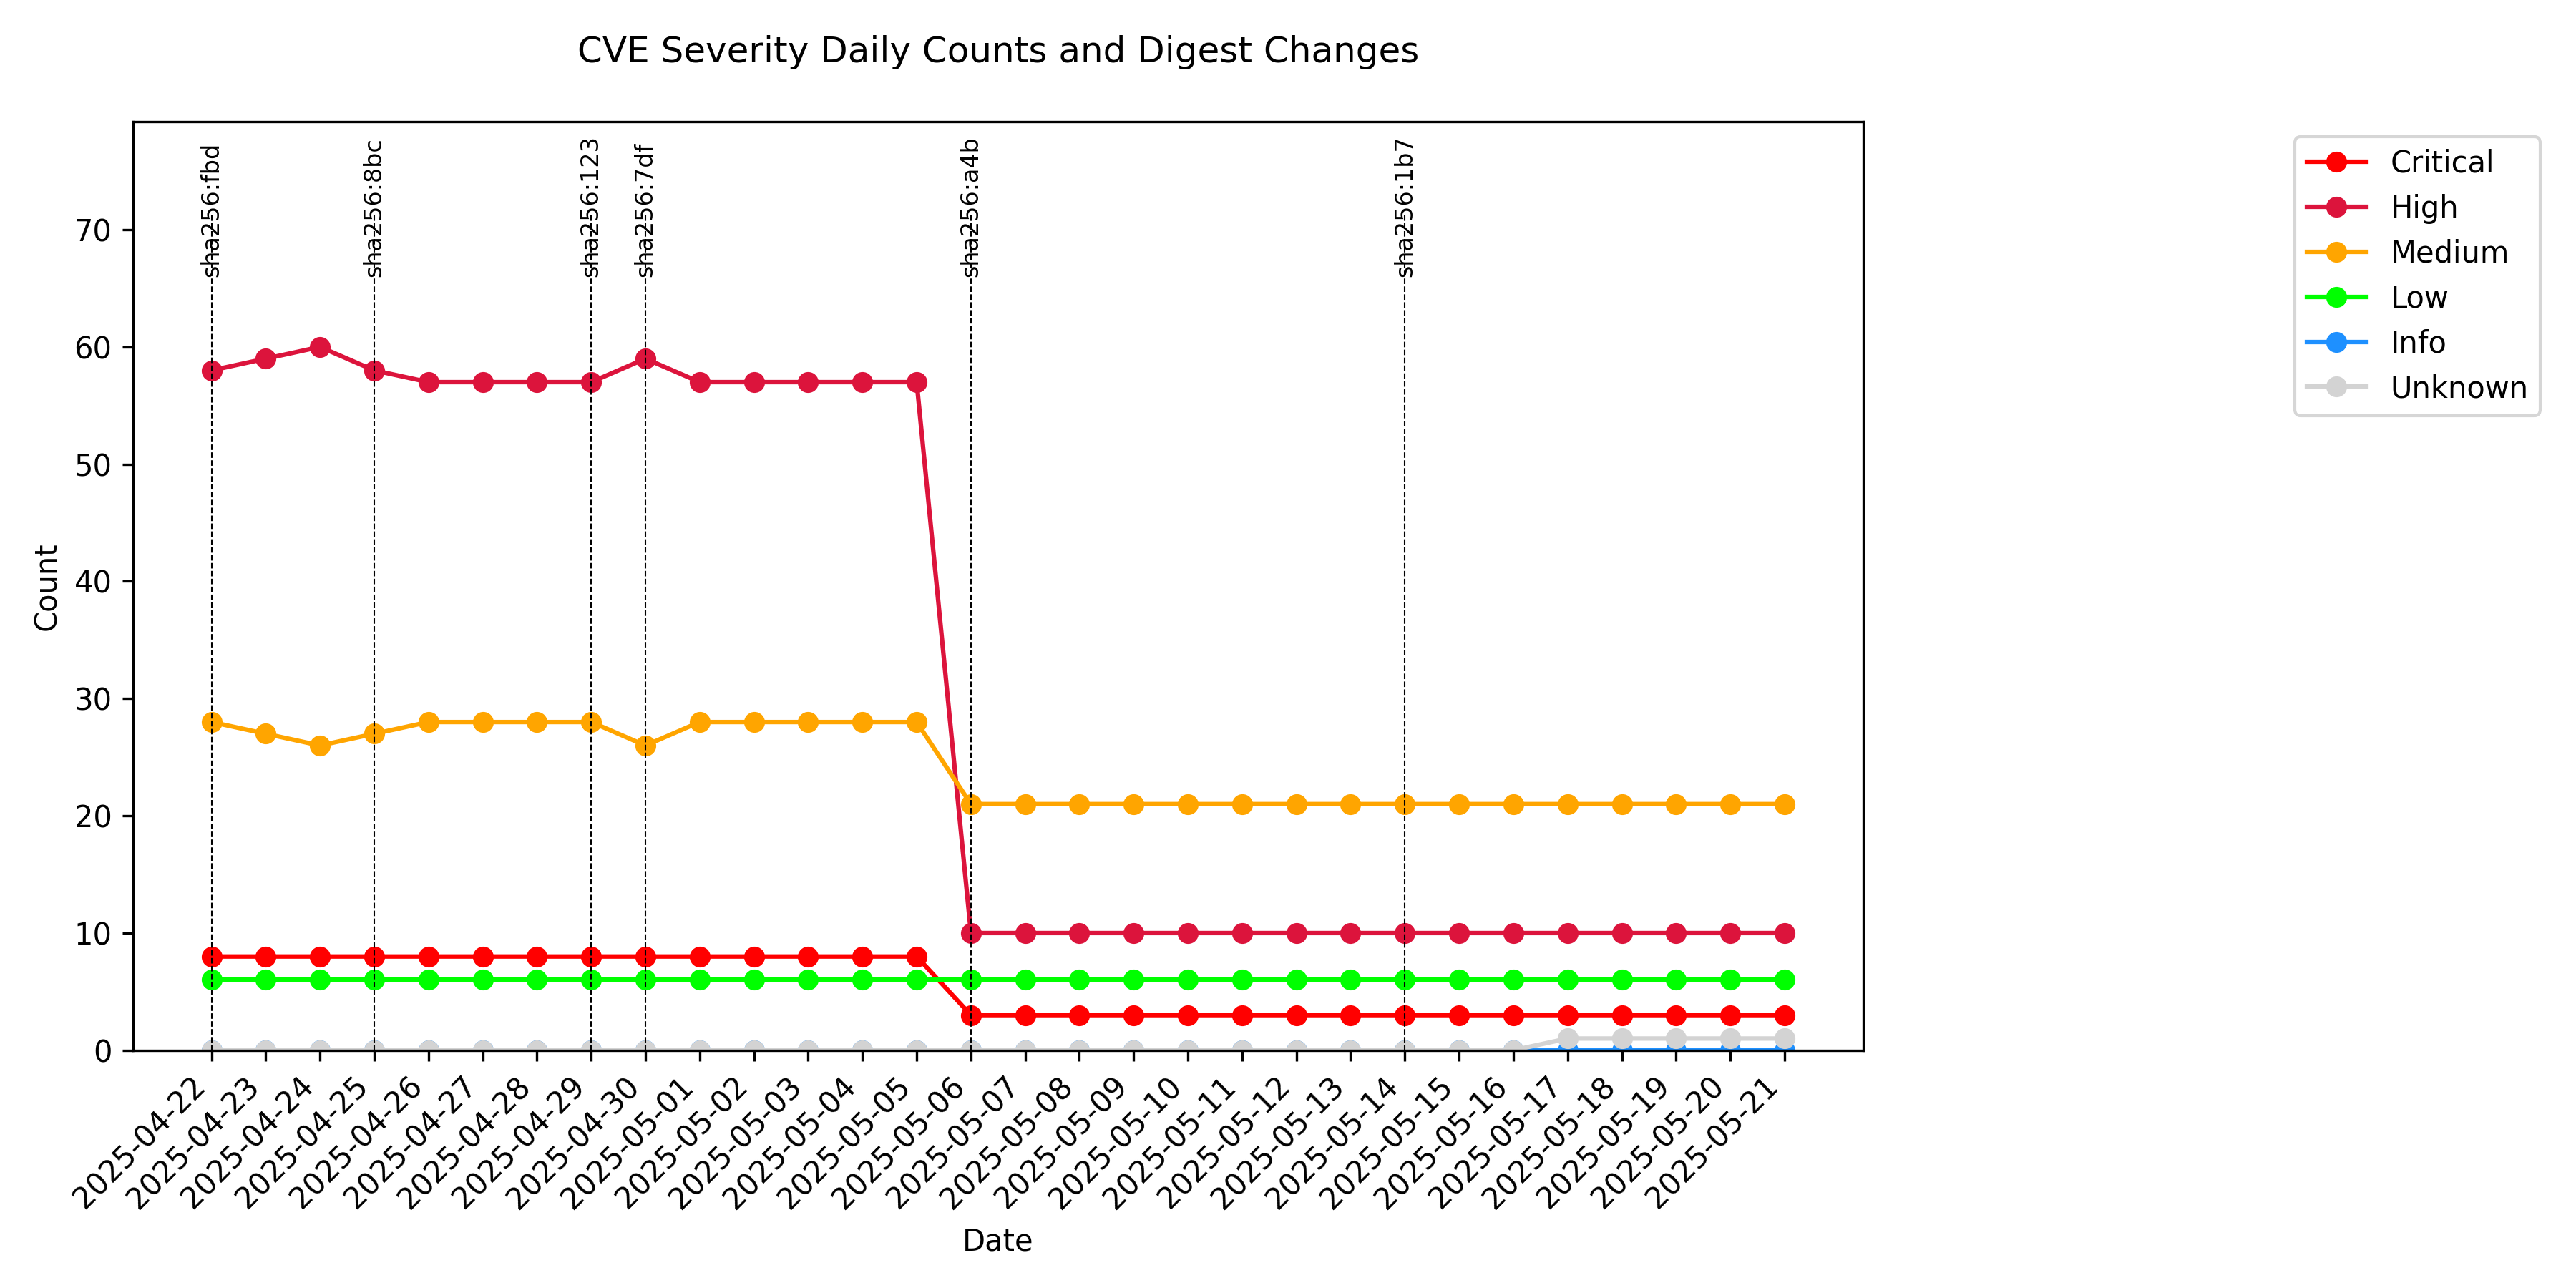 CVE Severity Daily Counts and Digest Changes
sha256:fbd
sha256:8bc
sha256:123
sha256:7df
sha256:a4b
sha256:1b7
Critical
High
Medium
Low
Info
Unknown
70
60
50
40
30
20
10
0
Count
2025-04-22
2025-04-23
2025-04-24
2025-04-25
2025-04-26
2025-04-27
2025-04-28
2025-04-29
2025-04-30
2025-05-01
2025-05-02
2025-05-03
2025-05-04
2025-05-05
2025-05-06
2025-05-07
2025-05-08
2025-05-09
2025-05-10
2025-05-11
2025-05-12
2025-05-13
2025-05-14
2025-05-15
2025-05-16
2025-05-17
2025-05-18
2025-05-19
2025-05-20
2025-05-21
Date